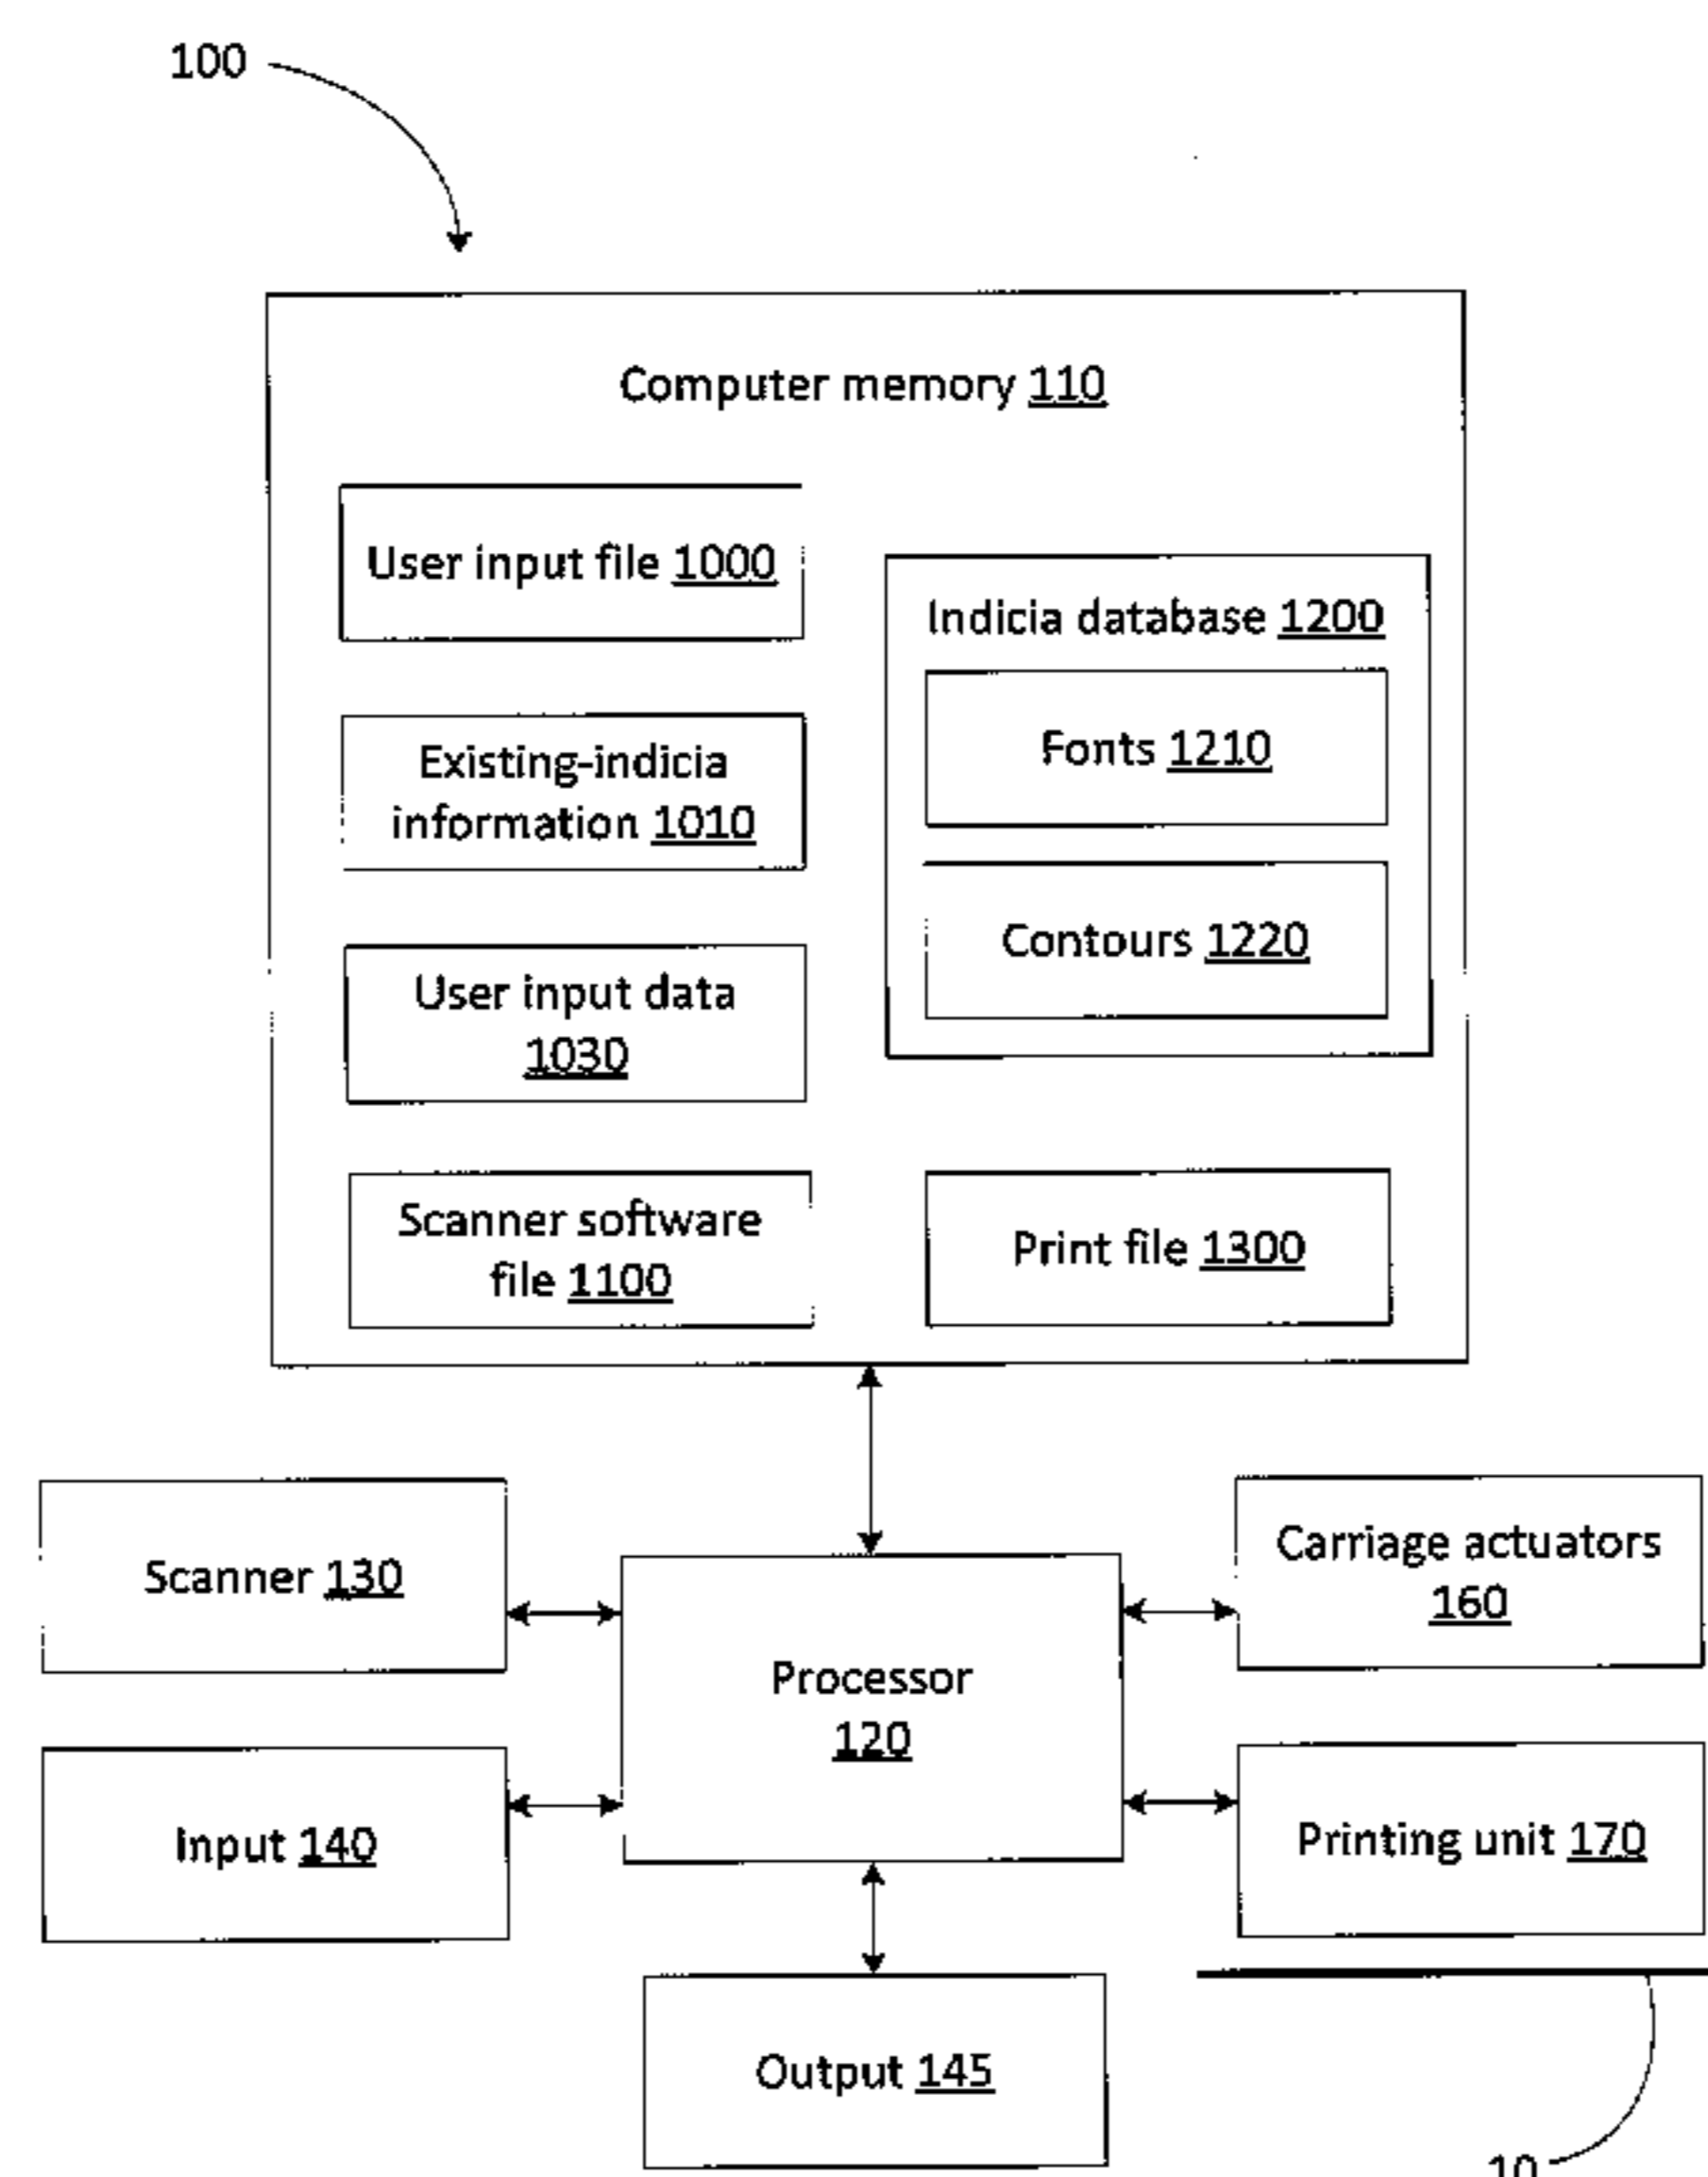 100
Computer memory 110
User input file 1000
Existing-indicia
information 1010
User input data
1030
Scanner software
file 1100
Indicia database 1200
Fonts 1210
Contours 1220
Print file 1300
Scanner 130
Input 140
Processor
120
Carriage actuators
160
Printing unit 170
Output 145
10